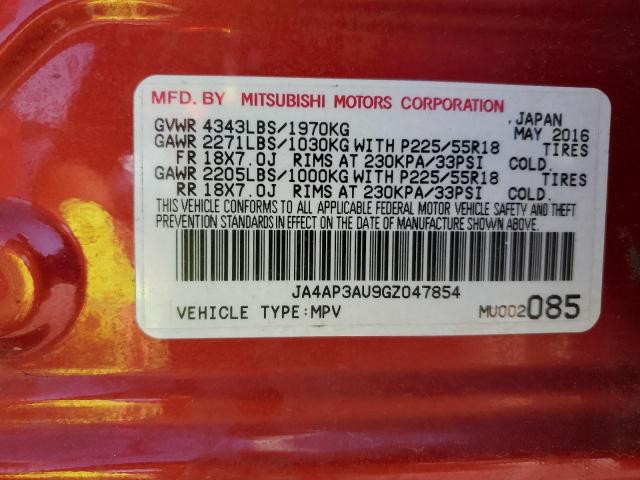 MFD. BY MITSUBISHI MOTORS CORPORATION
JAPAN
GVWR 4343LBS/1970KG MAY 2016
GAWR 2271LBS/1030KG WITH P225/55R18 TIRES
FR 18X7.0J RIMS AT 230KPA/33PSI COLD.
GAWR 2205LBS/1000KG WITH P225/55R18 TIRES
RR 18X7.0J RIMS AT 230KPA/33PSI COLD.
THIS VEHICLE CONFORMS TO ALL APPLICABLE FEDERAL MOTOR VEHICLE SAFETY AND THEFT
PREVENTION STANDARDS IN EFFECT ON THE DATE OF MANUFACTURE SHOWN ABOVE.
JA4AP3AU9GZ047854
VEHICLE TYPE:MPV MU002085